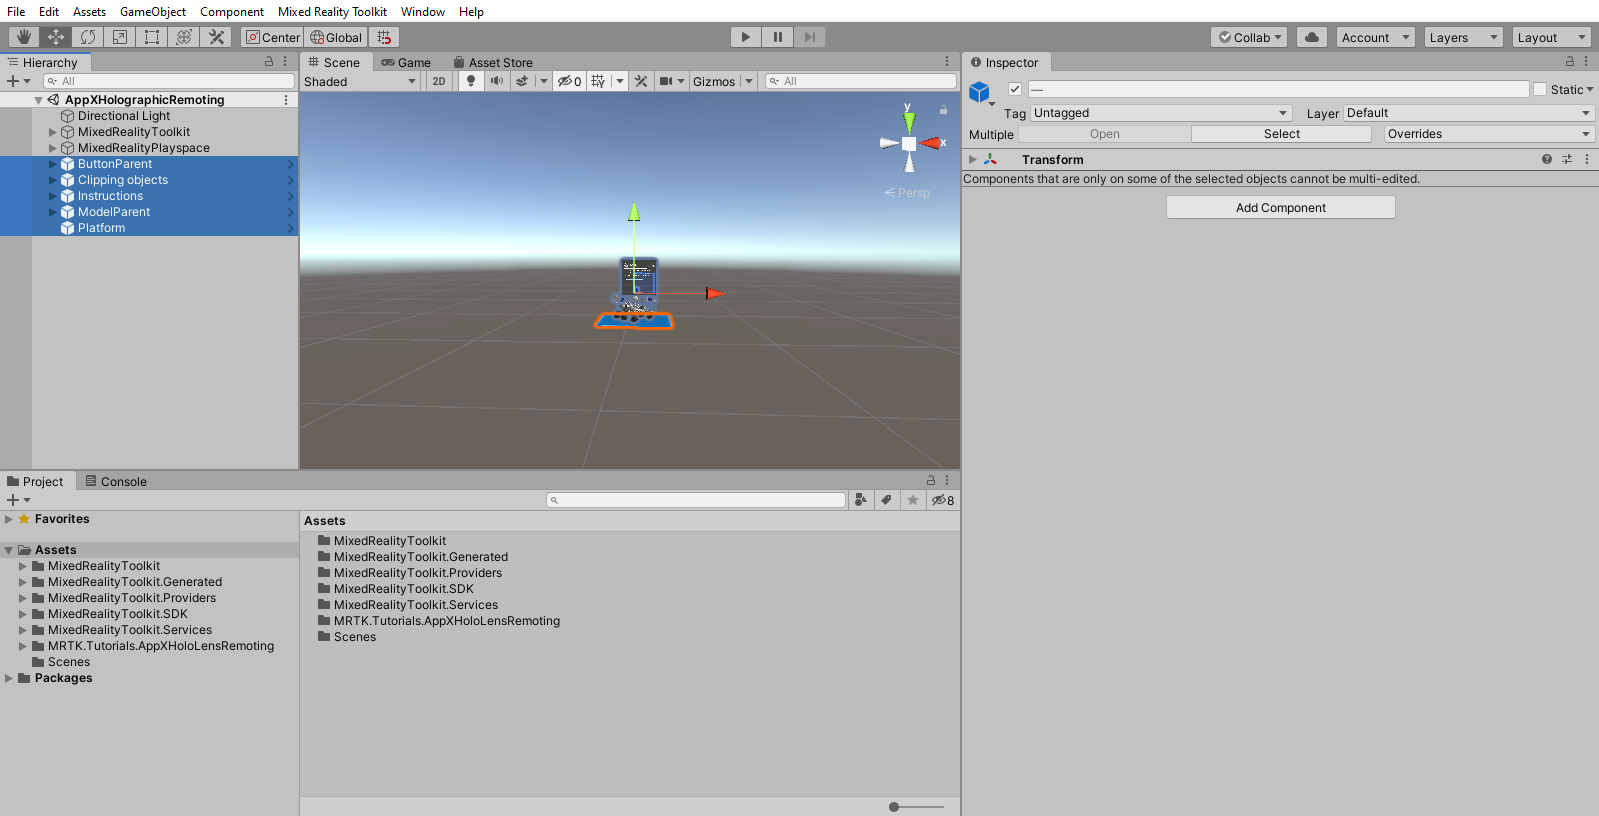 File Edit Assets GameObject Component Mixed Reality Toolkit Window Help
Center Global Collab Account Layers Layout
Hierarchy
All
AppXHolographicRemoting
Directional Light
MixedRealityToolkit
MixedRealityPlayspace
ButtonParent
Clipping objects
Instructions
ModelParent
Platform
Scene Game Asset Store
Shaded 2D 0 Gizmos All
y
x
Persp
Inspector
— Static
Tag Untagged Layer Default
Multiple Open Select Overrides
Transform
Components that are only on some of the selected objects cannot be multi-edited.
Add Component
Project Console
8
Favorites
Assets
MixedRealityToolkit
MixedRealityToolkit.Generated
MixedRealityToolkit.Providers
MixedRealityToolkit.SDK
MixedRealityToolkit.Services
MRTK.Tutorials.AppXHoloLensRemoting
Scenes
Packages
Assets
MixedRealityToolkit
MixedRealityToolkit.Generated
MixedRealityToolkit.Providers
MixedRealityToolkit.SDK
MixedRealityToolkit.Services
MRTK.Tutorials.AppXHoloLensRemoting
Scenes